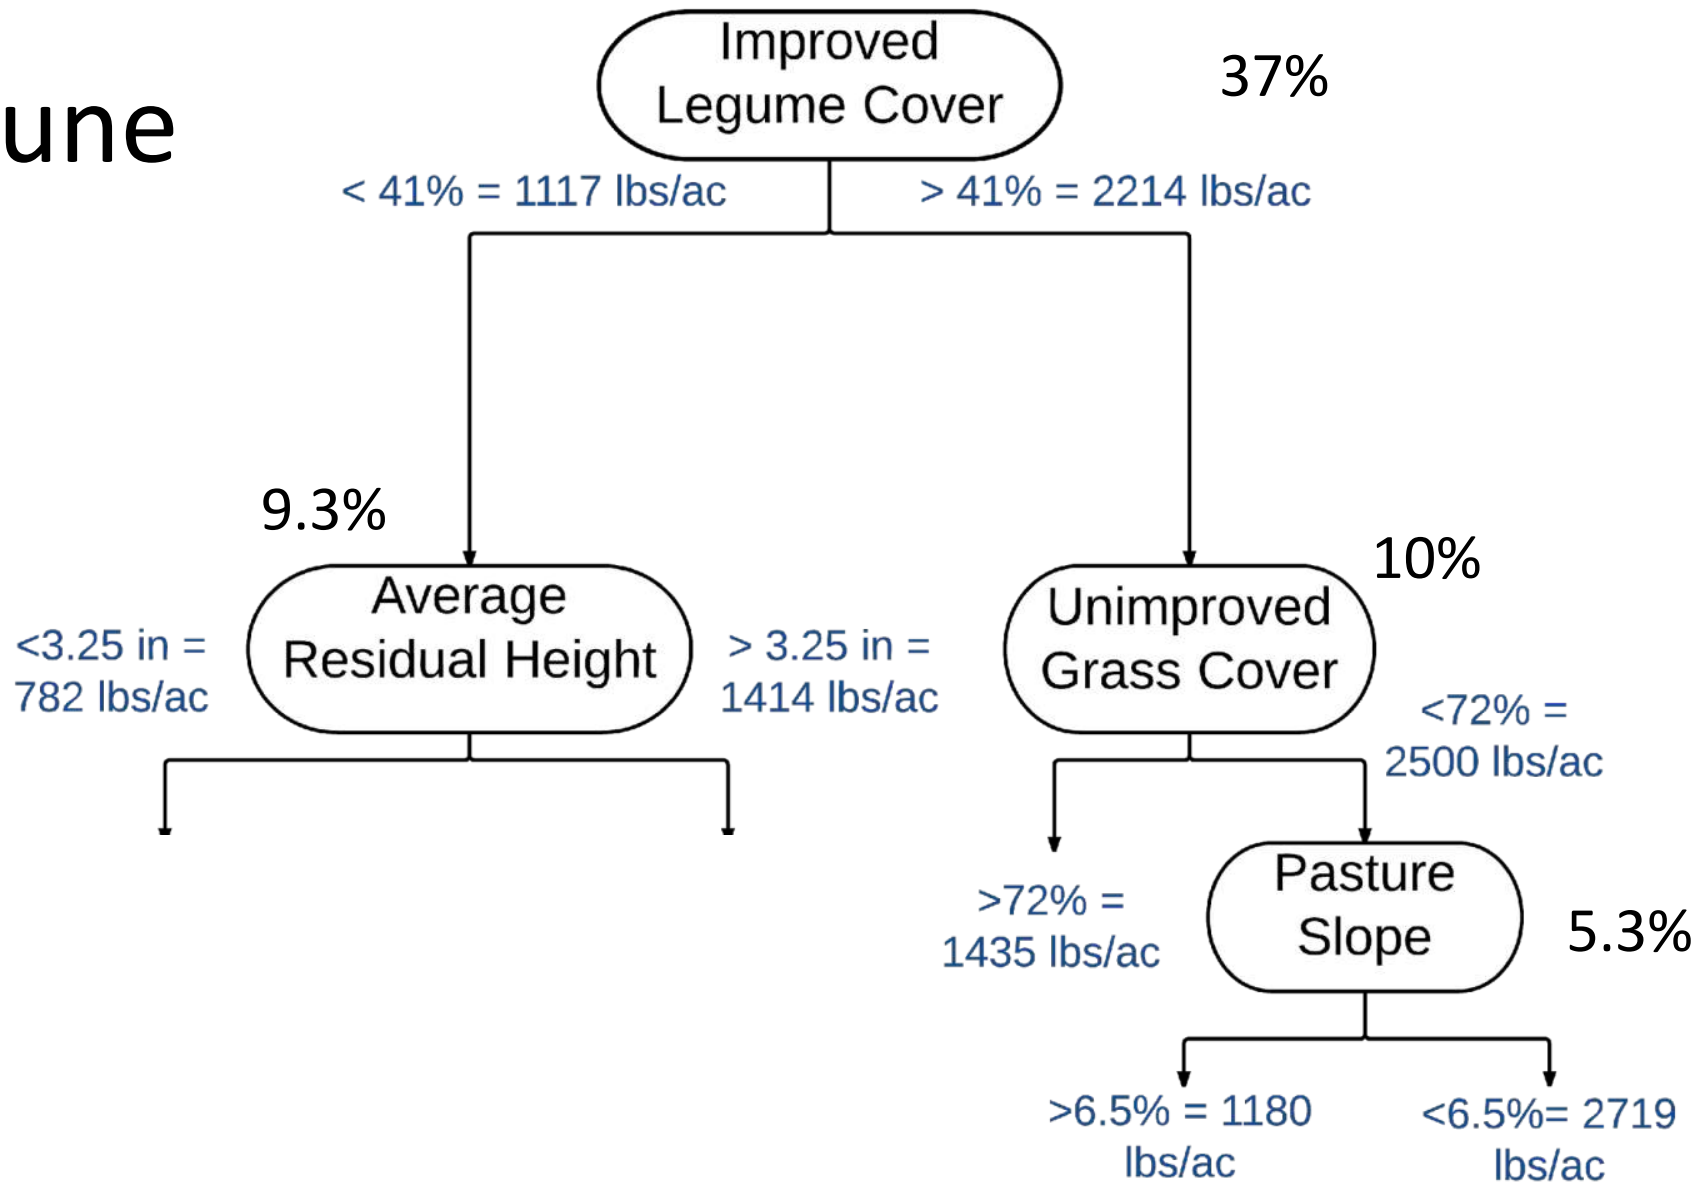 Improved
Legume Cover
37%
une
< 41% = 1117 lbs/ac
> 41% = 2214 lbs/ac
9.3%
10%
Average
Residual Height
<3.25 in =
782 lbs/ac
> 3.25 in =
1414 lbs/ac
Unimproved
Grass Cover
<72% =
2500 lbs/ac
>72% =
1435 lbs/ac
Pasture
Slope
5.3%
>6.5% = 1180
lbs/ac
<6.5%= 2719
lbs/ac